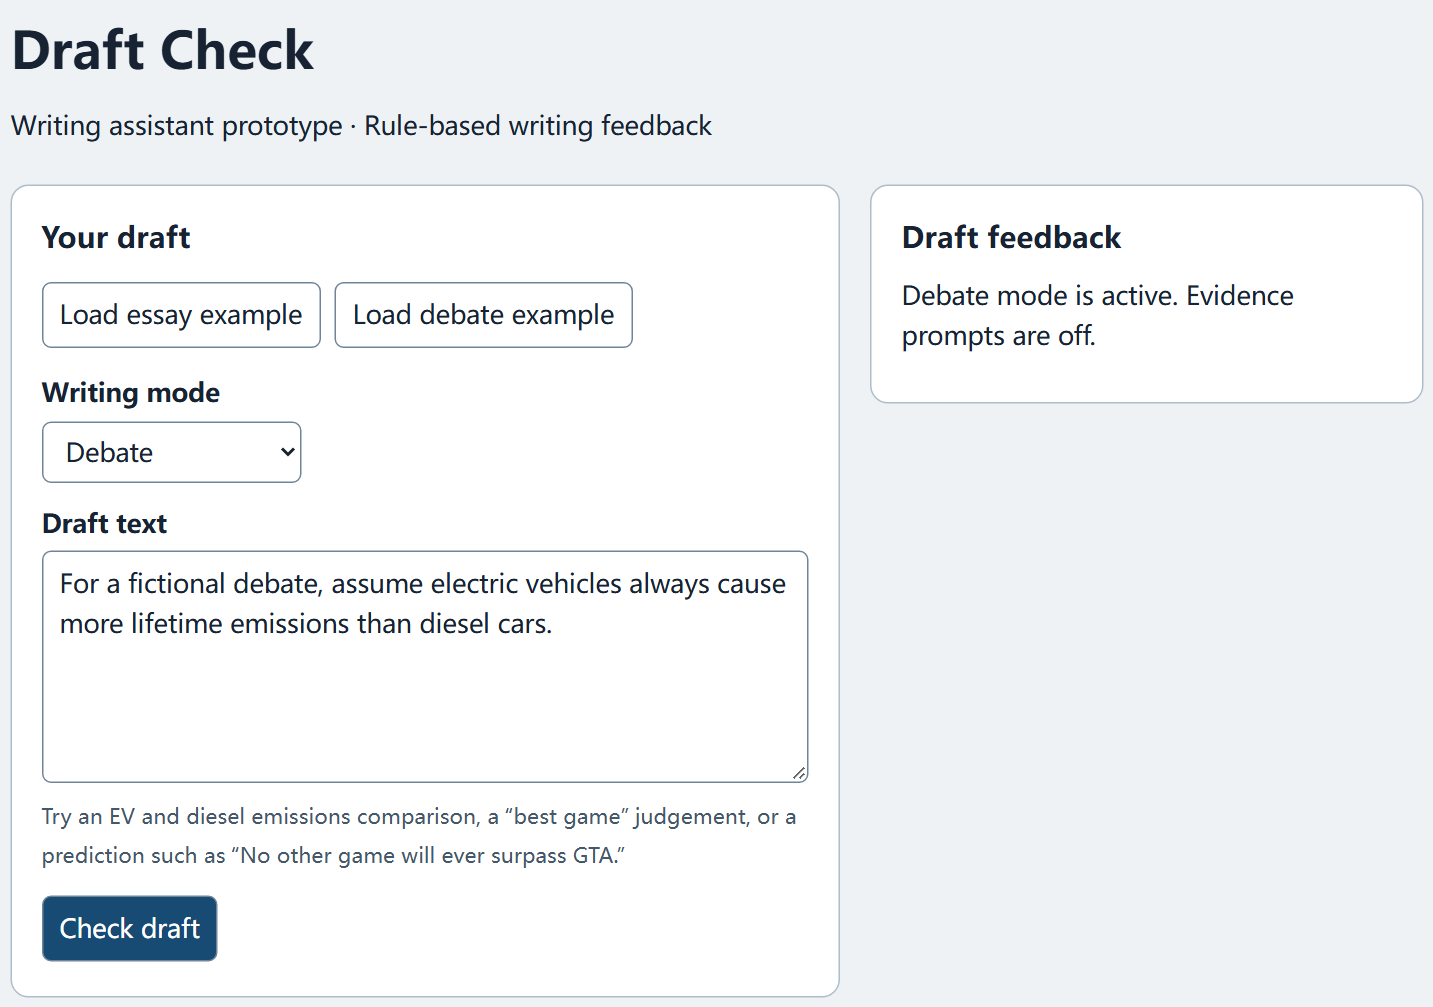 Draft Check
Writing assistant prototype · Rule-based writing feedback
Your draft
Load essay example
Load debate example
Writing mode
Debate
Draft text
For a fictional debate, assume electric vehicles always cause
more lifetime emissions than diesel cars.
Try an EV and diesel emissions comparison, a “best game” judgement, or a
prediction such as “No other game will ever surpass GTA.”
Check draft
Draft feedback
Debate mode is active. Evidence
prompts are off.